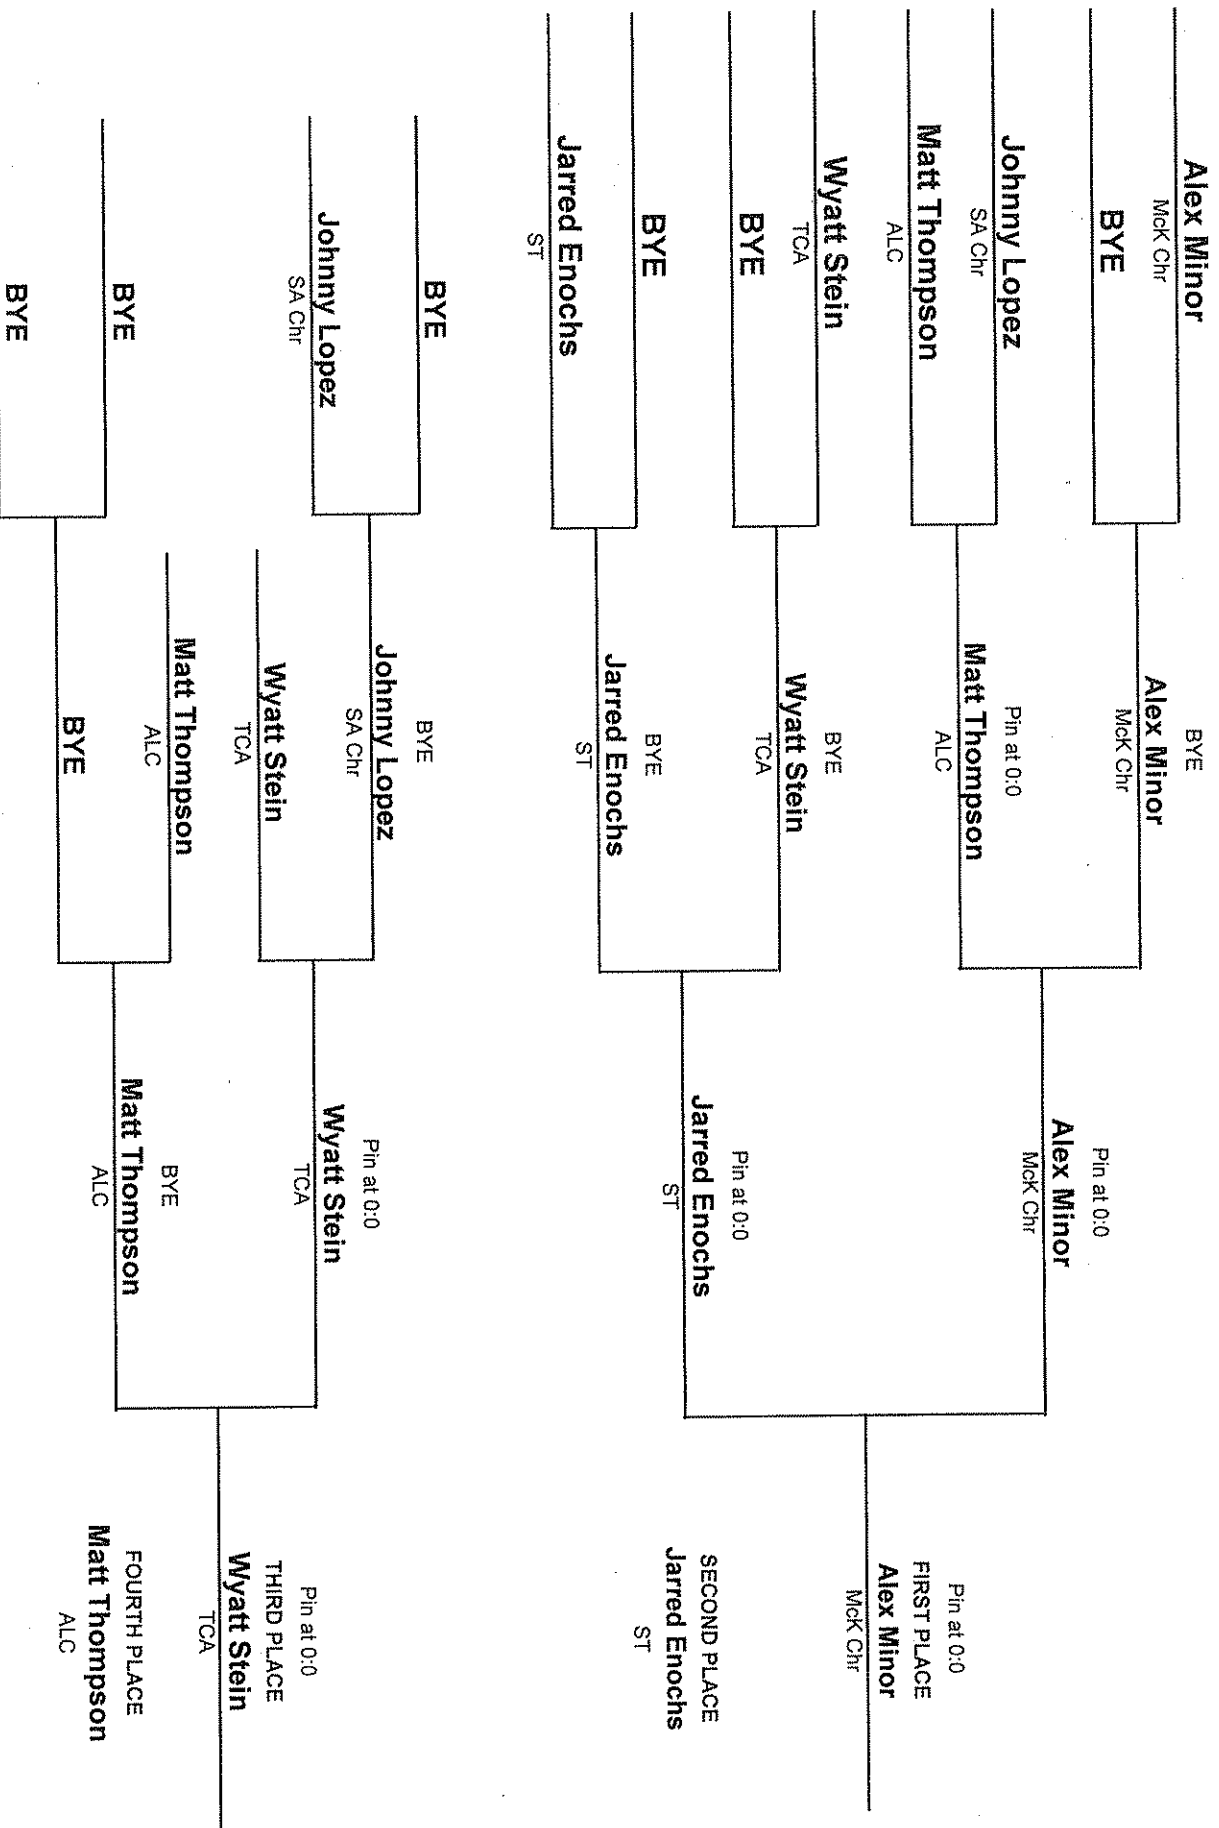 Alex Minor
McK Chr
BYE
Johnny Lopez
SA Chr
Matt Thompson
ALC
Wyatt Stein
TCA
BYE
BYE
Jarred Enochs
ST
BYE
Alex Minor
McK Chr
Pin at 0:0
Matt Thompson
ALC
BYE
Wyatt Stein
TCA
BYE
Jarred Enochs
ST
Pin at 0:0
Alex Minor
McK Chr
Pin at 0:0
Jarred Enochs
ST
Pin at 0:0
FIRST PLACE
Alex Minor
McK Chr
SECOND PLACE
Jarred Enochs
ST
BYE
Johnny Lopez
SA Chr
BYE
BYE
BYE
Johnny Lopez
SA Chr
Wyatt Stein
TCA
Matt Thompson
ALC
BYE
Pin at 0:0
Wyatt Stein
TCA
BYE
Matt Thompson
ALC
Pin at 0:0
THIRD PLACE
Wyatt Stein
TCA
FOURTH PLACE
Matt Thompson
ALC